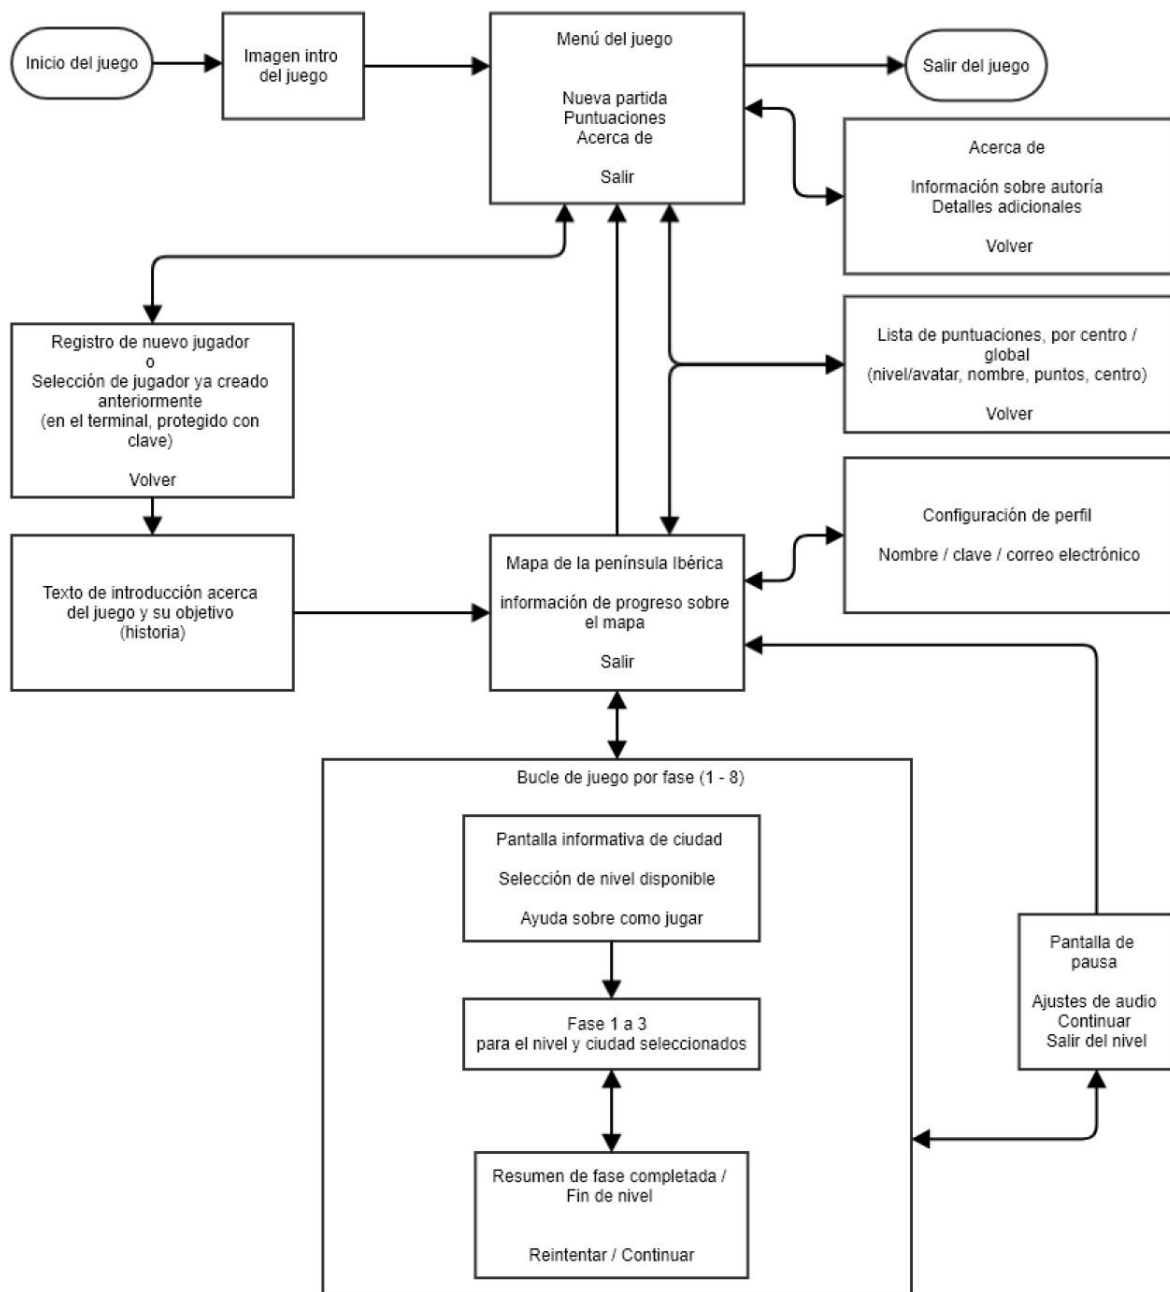 Inicio del juego
Imagen intro
del juego
Menú del juego
Nueva partida
Puntuaciones
Acerca de
Salir
Salir del juego
Acerca de
Información sobre autoría
Detalles adicionales
Volver
Registro de nuevo jugador
o
Selección de jugador ya creado
anteriormente
(en el terminal, protegido con
clave)
Volver
Lista de puntuaciones, por centro /
global
(nivel/avatar, nombre, puntos, centro)
Volver
Configuración de perfil
Nombre / clave / correo electrónico
Texto de introducción acerca
del juego y su objetivo
(historia)
Mapa de la península Ibérica
información de progreso sobre
el mapa
Salir
Bucle de juego por fase (1 - 8)
Pantalla informativa de ciudad
Selección de nivel disponible
Ayuda sobre como jugar
Fase 1 a 3
para el nivel y ciudad seleccionados
Resumen de fase completada /
Fin de nivel
Reintentar / Continuar
Pantalla de
pausa
Ajustes de audio
Continuar
Salir del nivel